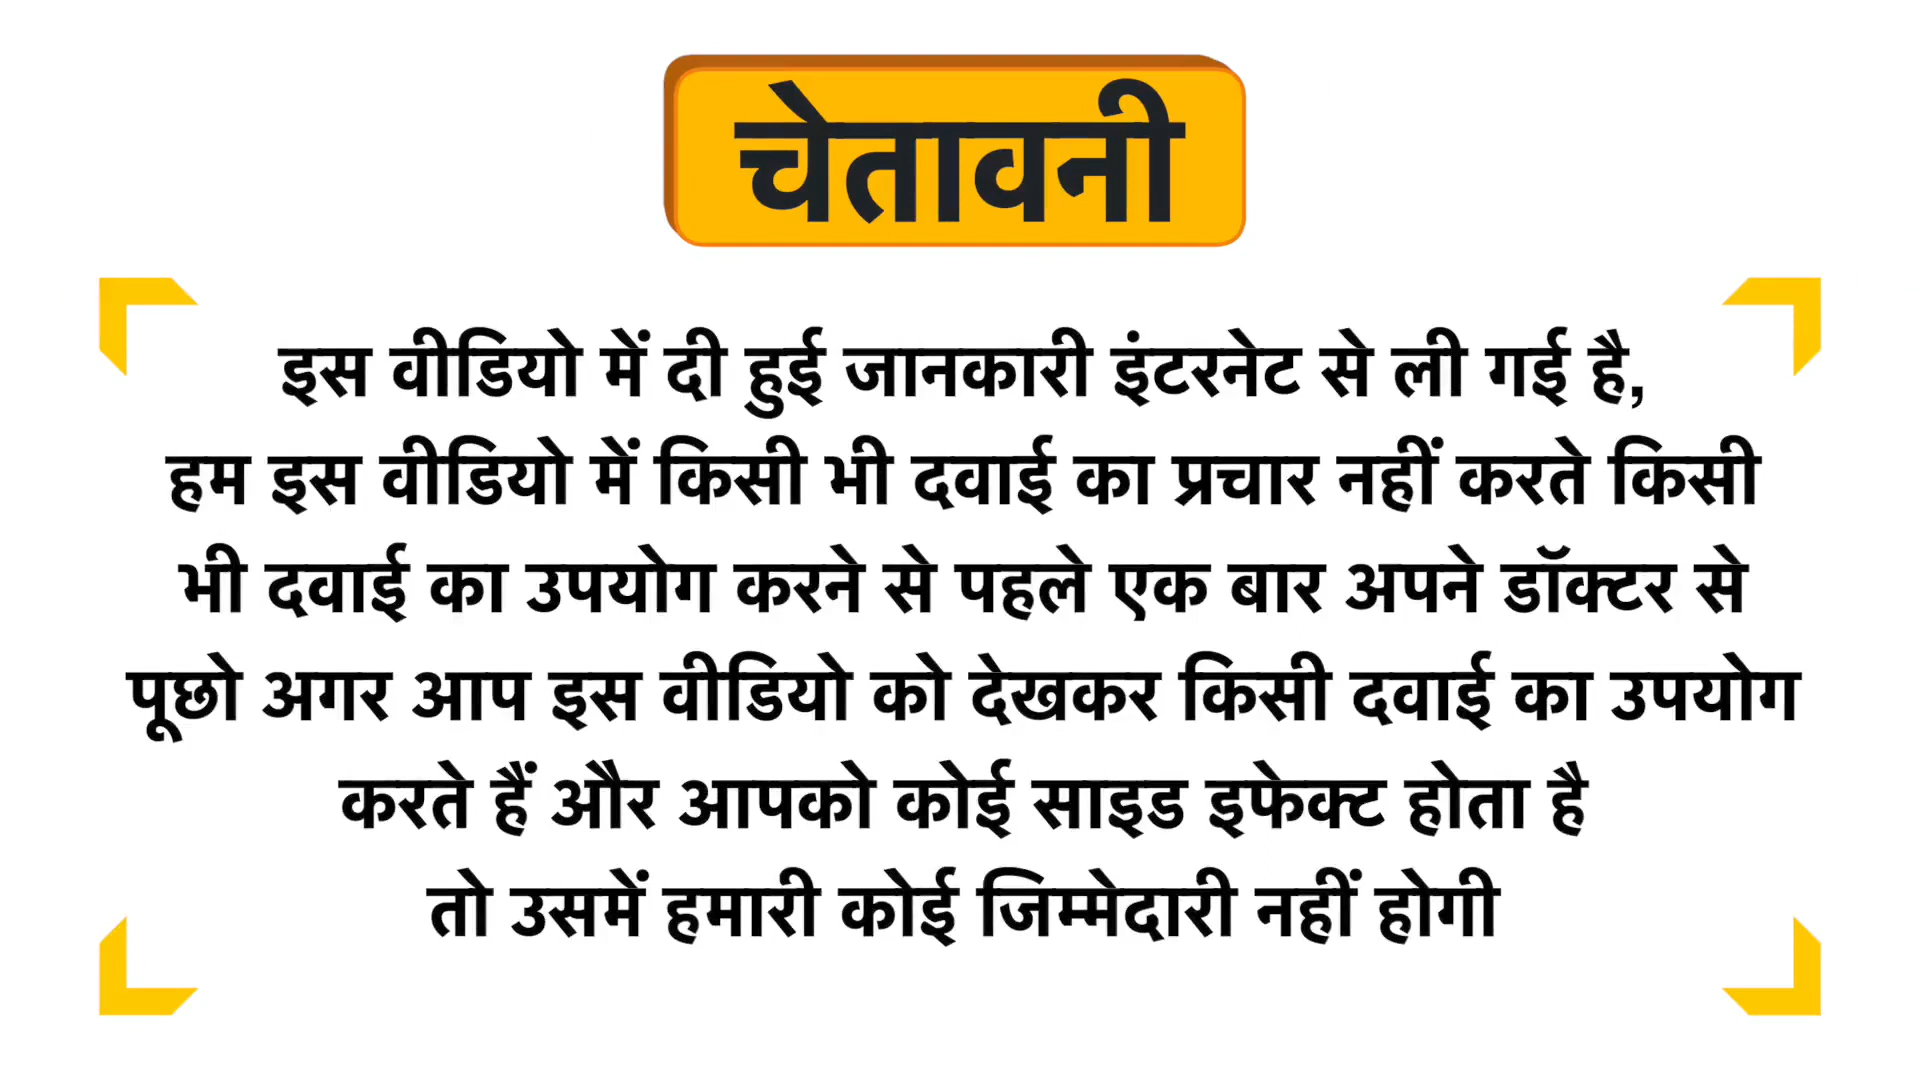 चेतावनी
इस वीडियो में दी हुई जानकारी इंटरनेट से ली गई है,
हम इस वीडियो में किसी भी दवाई का प्रचार नहीं करते किसी
भी दवाई का उपयोग करने से पहले एक बार अपने डॉक्टर से
पूछो अगर आप इस वीडियो को देखकर किसी दवाई का उपयोग
करते हैं और आपको कोई साइड इफेक्ट होता है
तो उसमें हमारी कोई जिम्मेदारी नहीं होगी